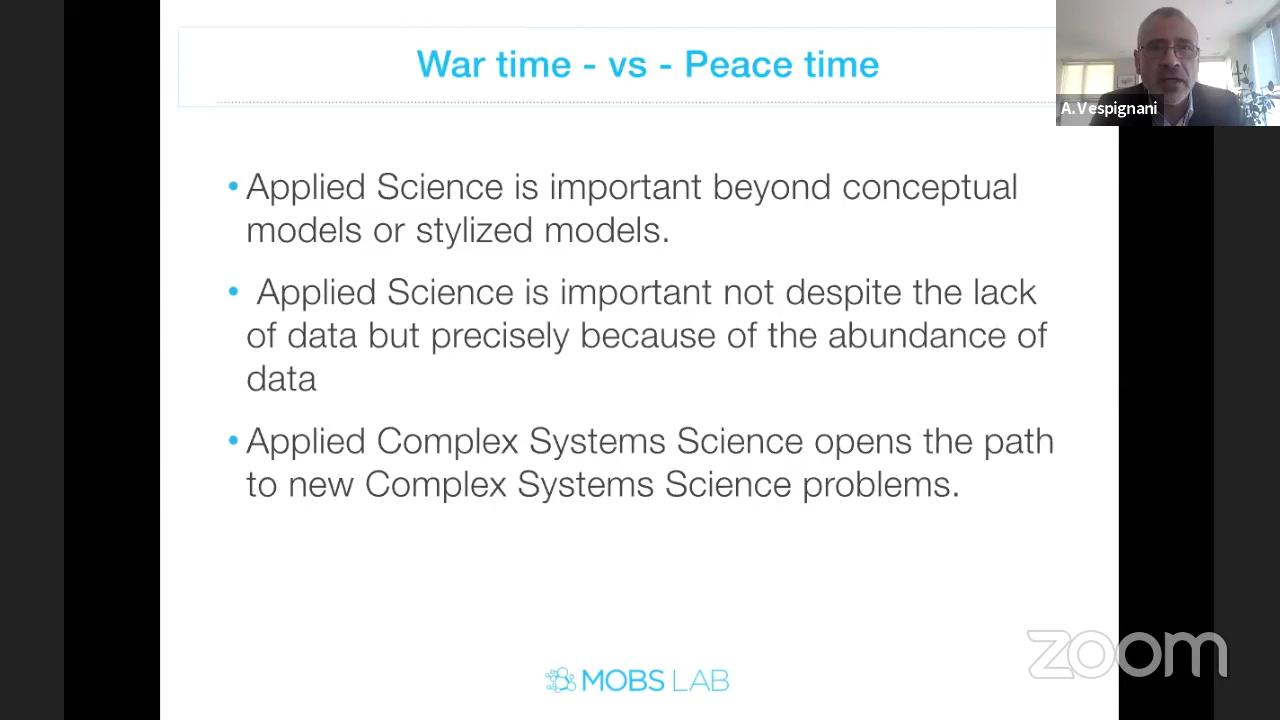 War time - vs - Peace time
A.Vespignani
• Applied Science is important beyond conceptual
models or stylized models.
• Applied Science is important not despite the lack
of data but precisely because of the abundance of
data
• Applied Complex Systems Science opens the path
to new Complex Systems Science problems.
zoom
MOBS LAB